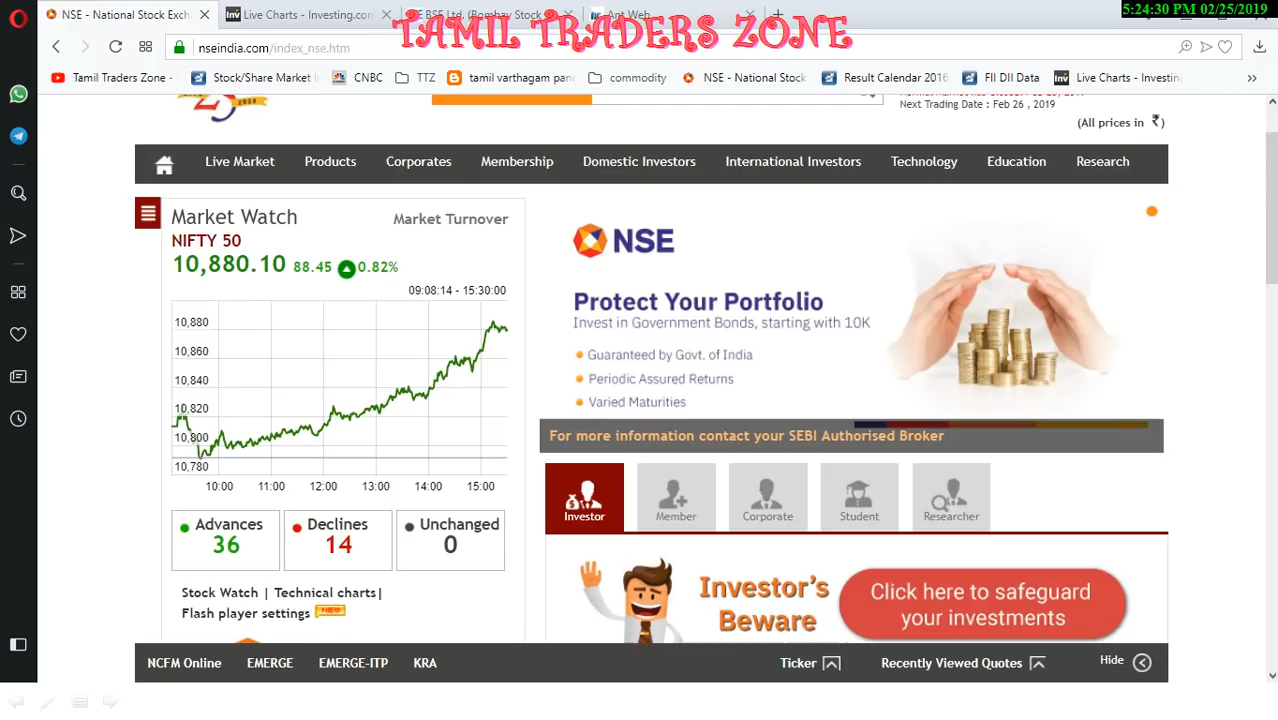 5:24:30 PM 02/25/2019
NSE - National Stock Exch
Live Charts - Investing.com
BSE Ltd. (Bombay Stock
Ant Web
TAMIL TRADERS ZONE
nseindia.com/index_nse.htm
Tamil Traders Zone -
Stock/Share Market
CNBC
TTZ
tamil varthagam pan
commodity
NSE - National Stock
Result Calendar 2016
FII DII Data
Live Charts - Investin
Next Trading Date : Feb 26 , 2019
(All prices in ₹)
Live Market
Products
Corporates
Membership
Domestic Investors
International Investors
Technology
Education
Research
Market Watch
Market Turnover
NIFTY 50
10,880.10 88.45 0.82%
09:08:14 - 15:30:00
10,880
10,860
10,840
10,820
10,800
10,780
10:00 11:00 12:00 13:00 14:00 15:00
Advances
36
Declines
14
Unchanged
0
Stock Watch | Technical charts|
Flash player settings NEW
NSE
Protect Your Portfolio
Invest in Government Bonds, starting with 10K
Guaranteed by Govt. of India
Periodic Assured Returns
Varied Maturities
For more information contact your SEBI Authorised Broker
Investor
Member
Corporate
Student
Researcher
Investor's
Beware
Click here to safeguard
your investments
NCFM Online
EMERGE
EMERGE-ITP
KRA
Ticker
Recently Viewed Quotes
Hide